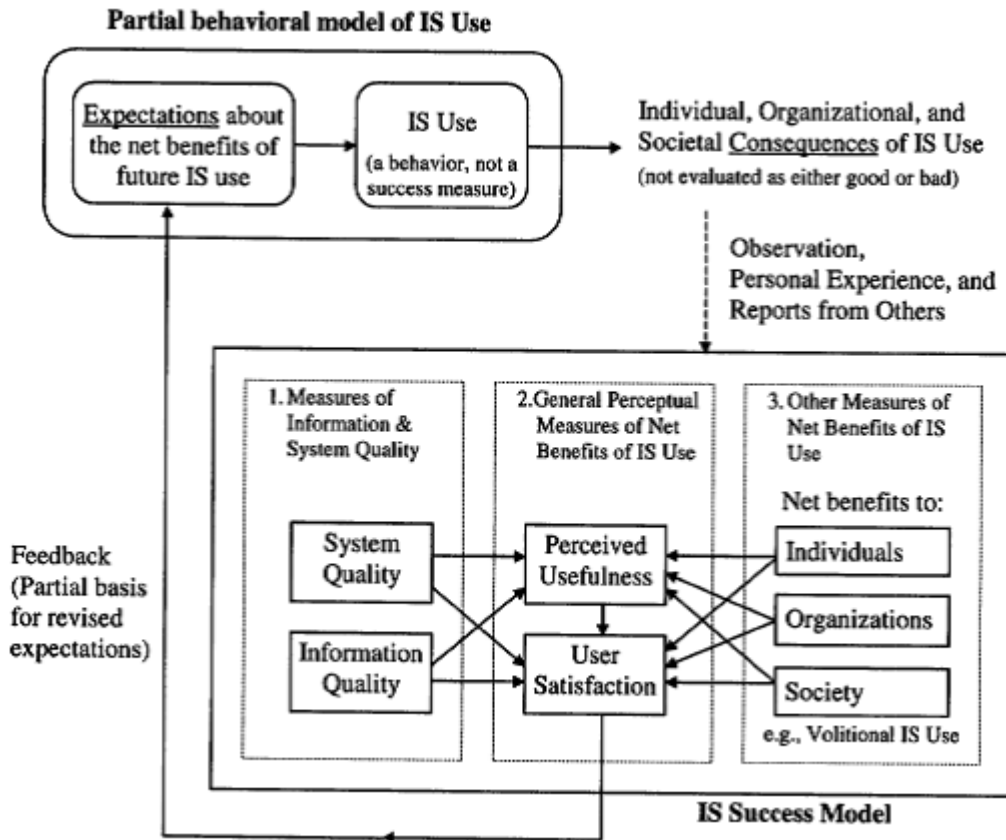 Partial behavioral model of IS Use
Expectations about
the net benefits of
future IS use
IS Use
(a behavior, not a
success measure)
Individual, Organizational, and
Societal Consequences of IS Use
(not evaluated as either good or bad)
Observation,
Personal Experience, and
Reports from Others
1. Measures of
Information &
System Quality
2.General Perceptual
Measures of Net
Benefits of IS Use
3. Other Measures of
Net Benefits of IS
Use
Net benefits to:
System
Quality
Perceived
Usefulness
Individuals
Organizations
Information
Quality
User
Satisfaction
Society
e.g., Volitional IS Use
Feedback
(Partial basis
for revised
expectations)
IS Success Model